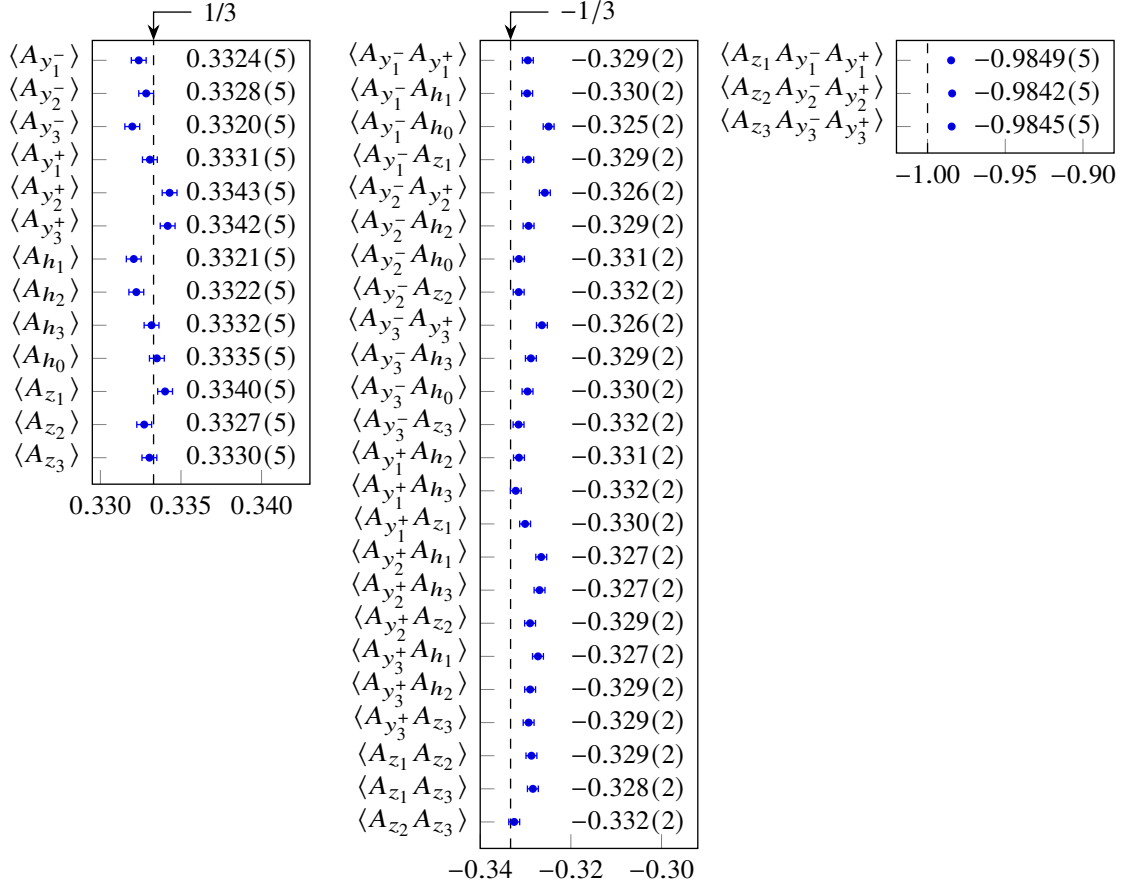 1/3
⟨A_{y_1^-}⟩ 0.3324(5)
⟨A_{y_2^-}⟩ 0.3328(5)
⟨A_{y_3^-}⟩ 0.3320(5)
⟨A_{y_1^+}⟩ 0.3331(5)
⟨A_{y_2^+}⟩ 0.3343(5)
⟨A_{y_3^+}⟩ 0.3342(5)
⟨A_{h_1}⟩ 0.3321(5)
⟨A_{h_2}⟩ 0.3322(5)
⟨A_{h_3}⟩ 0.3332(5)
⟨A_{h_0}⟩ 0.3335(5)
⟨A_{z_1}⟩ 0.3340(5)
⟨A_{z_2}⟩ 0.3327(5)
⟨A_{z_3}⟩ 0.3330(5)
0.330 0.335 0.340
−1/3
⟨A_{y_1^-} A_{y_1^+}⟩ −0.329(2)
⟨A_{y_1^-} A_{h_1}⟩ −0.330(2)
⟨A_{y_1^-} A_{h_0}⟩ −0.325(2)
⟨A_{y_1^-} A_{z_1}⟩ −0.329(2)
⟨A_{y_2^-} A_{y_2^+}⟩ −0.326(2)
⟨A_{y_2^-} A_{h_2}⟩ −0.329(2)
⟨A_{y_2^-} A_{h_0}⟩ −0.331(2)
⟨A_{y_2^-} A_{z_2}⟩ −0.332(2)
⟨A_{y_3^-} A_{y_3^+}⟩ −0.326(2)
⟨A_{y_3^-} A_{h_3}⟩ −0.329(2)
⟨A_{y_3^-} A_{h_0}⟩ −0.330(2)
⟨A_{y_3^-} A_{z_3}⟩ −0.332(2)
⟨A_{y_1^+} A_{h_2}⟩ −0.331(2)
⟨A_{y_1^+} A_{h_3}⟩ −0.332(2)
⟨A_{y_1^+} A_{z_1}⟩ −0.330(2)
⟨A_{y_2^+} A_{h_1}⟩ −0.327(2)
⟨A_{y_2^+} A_{h_3}⟩ −0.327(2)
⟨A_{y_2^+} A_{z_2}⟩ −0.329(2)
⟨A_{y_3^+} A_{h_1}⟩ −0.327(2)
⟨A_{y_3^+} A_{h_2}⟩ −0.329(2)
⟨A_{y_3^+} A_{z_3}⟩ −0.329(2)
⟨A_{z_1} A_{z_2}⟩ −0.329(2)
⟨A_{z_1} A_{z_3}⟩ −0.328(2)
⟨A_{z_2} A_{z_3}⟩ −0.332(2)
−0.34 −0.32 −0.30
⟨A_{z_1} A_{y_1^-} A_{y_1^+}⟩ −0.9849(5)
⟨A_{z_2} A_{y_2^-} A_{y_2^+}⟩ −0.9842(5)
⟨A_{z_3} A_{y_3^-} A_{y_3^+}⟩ −0.9845(5)
−1.00 −0.95 −0.90